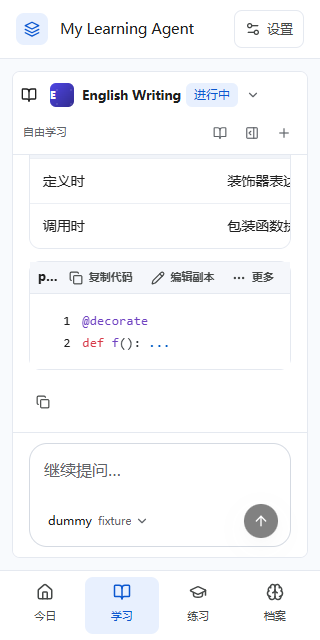 My Learning Agent
设置
E
English Writing
进行中
自由学习
定义时
装饰器表
调用时
包装函数
p...
复制代码
编辑副本
更多
1 @decorate
2 def f(): ...
继续提问...
dummy fixture
今日
学习
练习
档案